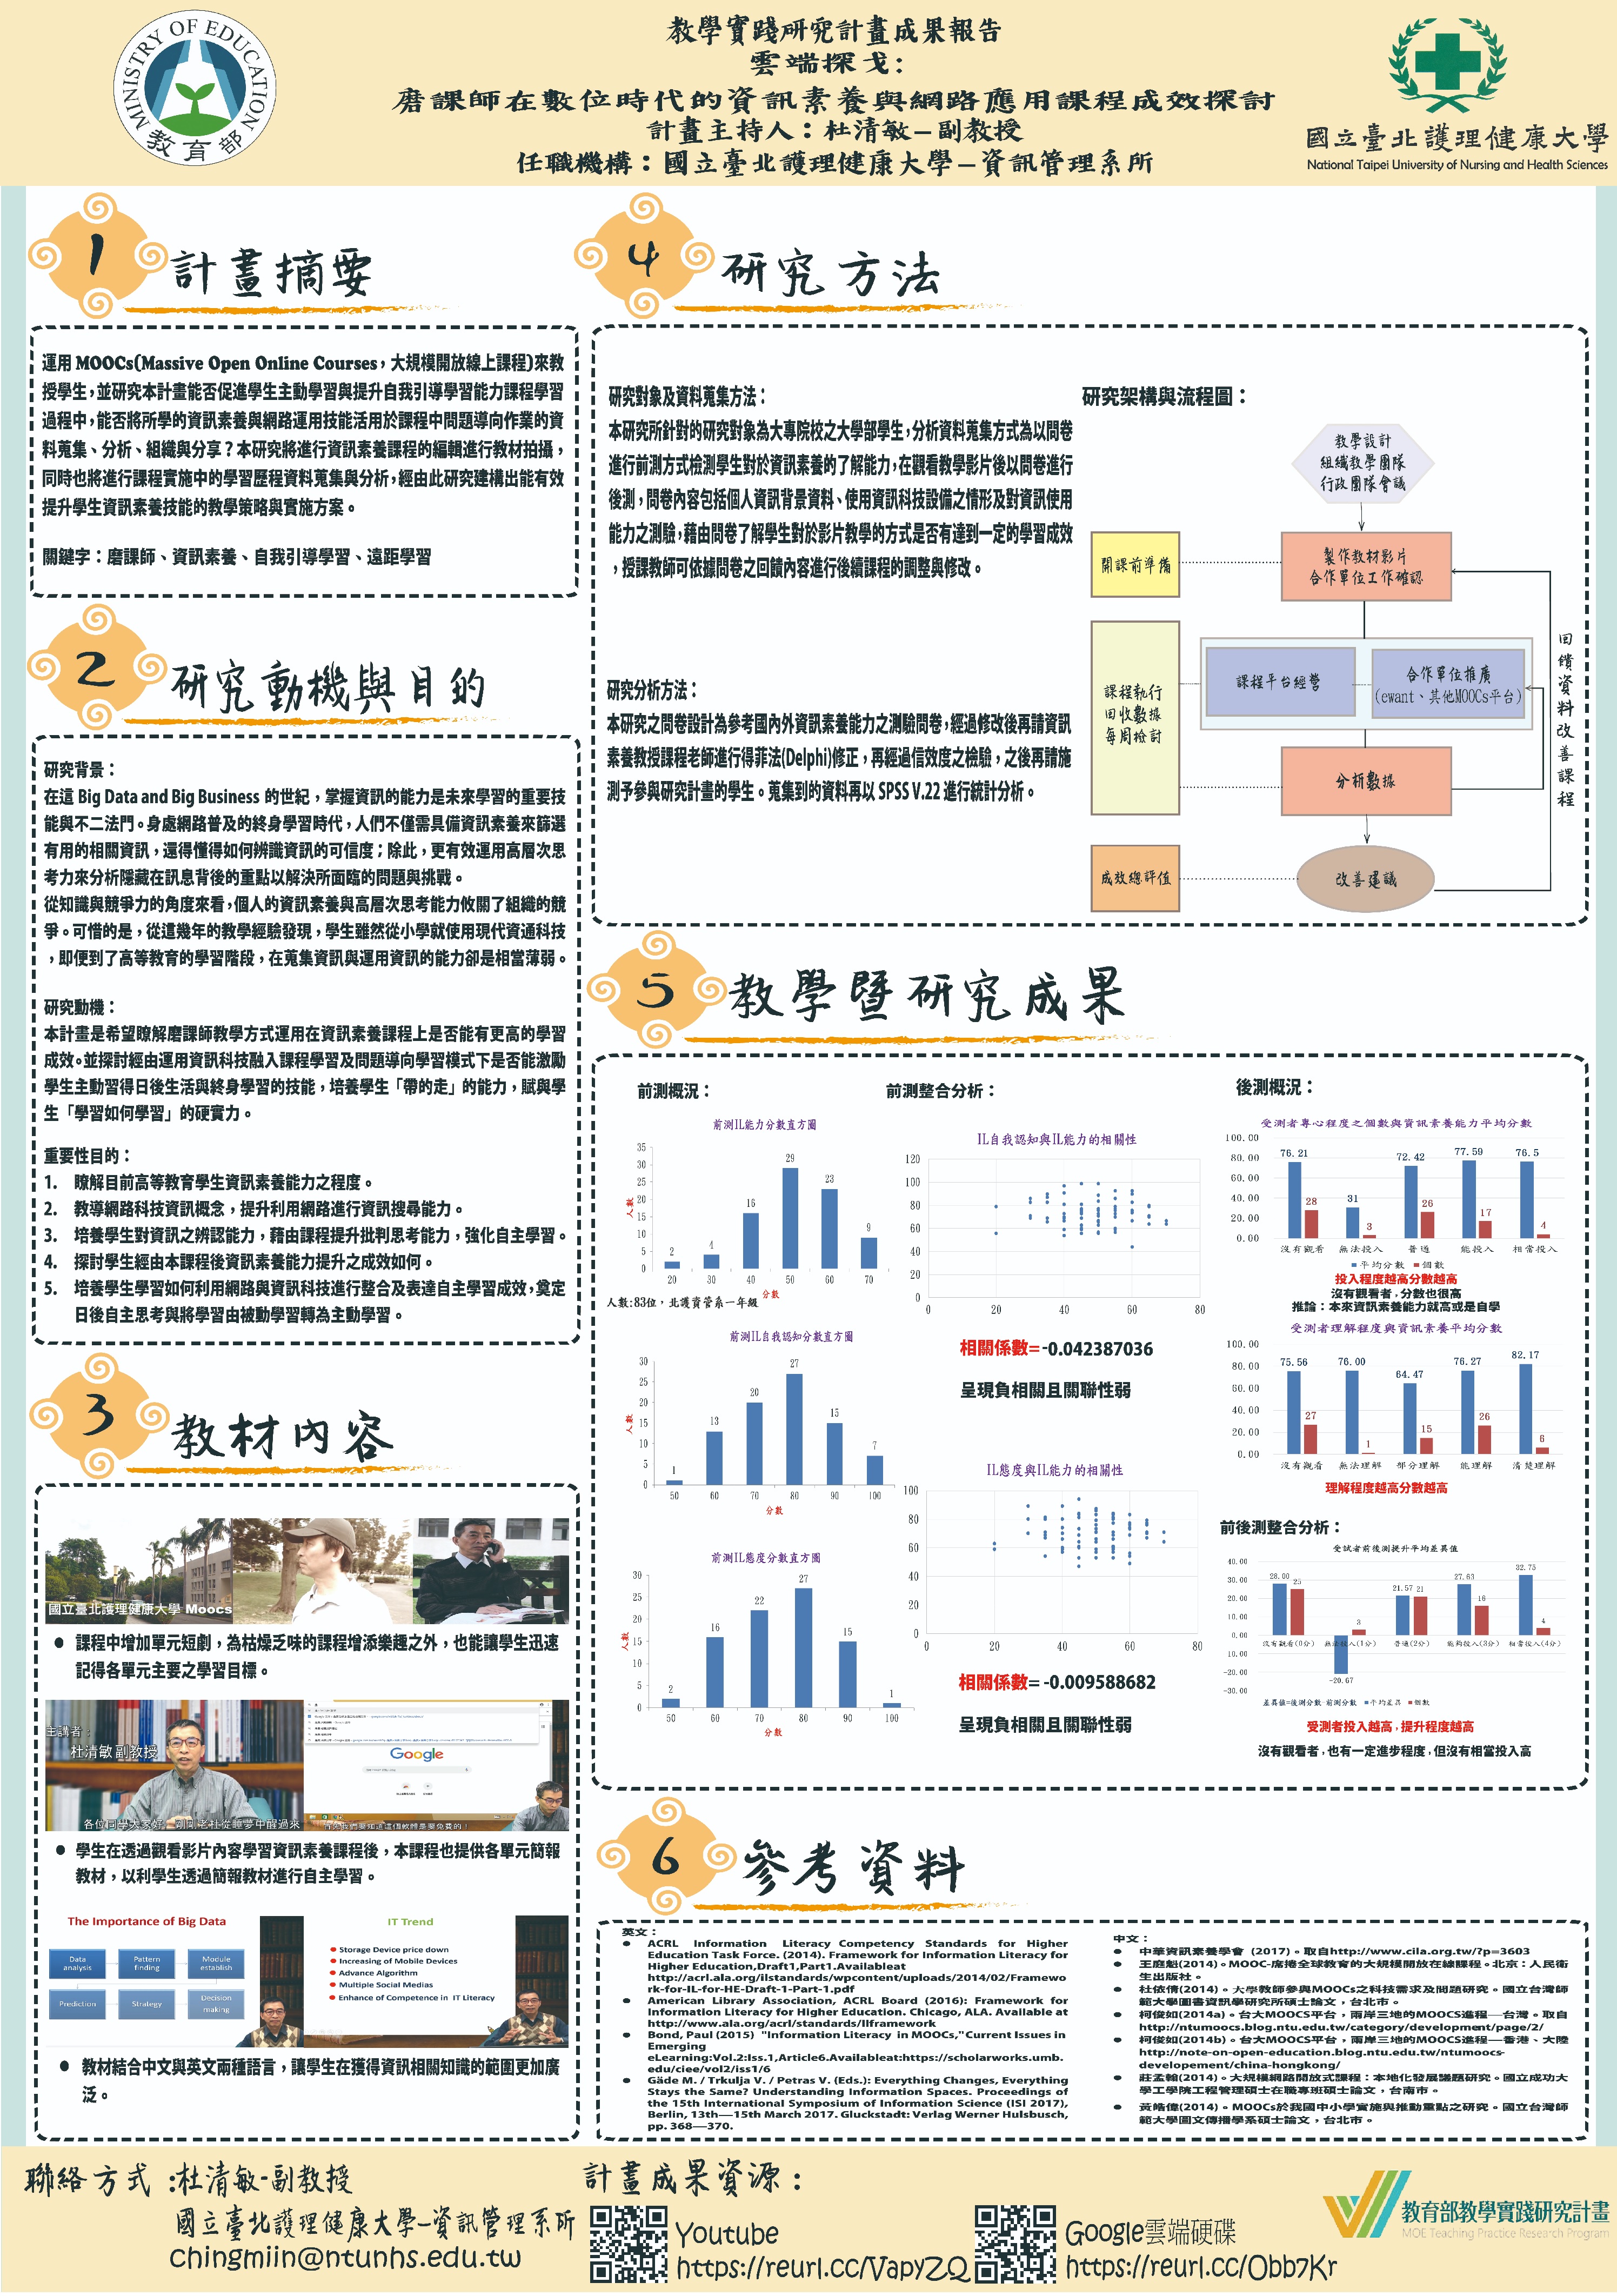 MINISTRY OF EDUCATION
教育部
教學實踐研究計畫成果報告
雲端探戈:
磨課師在數位時代的資訊素養與網路應用課程成效探討
計畫主持人：杜清敏－副教授
任職機構：國立臺北護理健康大學－資訊管理系所
國立臺北護理健康大學
National Taipei University of Nursing and Health Sciences
1
計畫摘要
運用 MOOCs(Massive Open Online Courses，大規模開放線上課程)來教
授學生，並研究本計畫能否促進學生主動學習與提升自我引導學習能力課程學習
過程中，能否將所學的資訊素養與網路運用技能活用於課程中問題導向作業的資
料蒐集、分析、組織與分享？本研究將進行資訊素養課程的編輯進行教材拍攝，
同時也將進行課程實施中的學習歷程資料蒐集與分析，經由此研究建構出能有效
提升學生資訊素養技能的教學策略與實施方案。
關鍵字：磨課師、資訊素養、自我引導學習、遠距學習
2
研究動機與目的
研究背景：
在這 Big Data and Big Business 的世紀，掌握資訊的能力是未來學習的重要技
能與不二法門。身處網路普及的終身學習時代，人們不僅需具備資訊素養來篩選
有用的相關資訊，還得懂得如何辨識資訊的可信度；除此，更有效運用高層次思
考力來分析隱藏在訊息背後的重點以解決所面臨的問題與挑戰。
從知識與競爭力的角度來看，個人的資訊素養與高層次思考能力攸關了組織的競
爭。可惜的是，從這幾年的教學經驗發現，學生雖然從小學就使用現代資通科技
，即便到了高等教育的學習階段，在蒐集資訊與運用資訊的能力卻是相當薄弱。
研究動機：
本計畫是希望瞭解磨課師教學方式運用在資訊素養課程上是否能有更高的學習
成效。並探討經由運用資訊科技融入課程學習及問題導向學習模式下是否能激勵
學生主動習得日後生活與終身學習的技能，培養學生「帶的走」的能力，賦與學
生「學習如何學習」的硬實力。
重要性目的：
1. 瞭解目前高等教育學生資訊素養能力之程度。
2. 教導網路科技資訊概念，提升利用網路進行資訊搜尋能力。
3. 培養學生對資訊之辨認能力，藉由課程提升批判思考能力，強化自主學習。
4. 探討學生經由本課程後資訊素養能力提升之成效如何。
5. 培養學生學習如何利用網路與資訊科技進行整合及表達自主學習成效，奠定
日後自主思考與將學習由被動學習轉為主動學習。
3
教材內容
國立臺北護理健康大學 Moocs
● 課程中增加單元短劇，為枯燥乏味的課程增添樂趣之外，也能讓學生迅速
記得各單元主要之學習目標。
主講者：
杜清敏 副教授
各位同學大家好 剛剛老杜從睡夢中醒過來
Google
● 學生在透過觀看影片內容學習資訊素養課程後，本課程也提供各單元簡報
教材，以利學生透過簡報教材進行自主學習。
The Importance of Big Data
Data analysis
Pattern finding
Module establish
Prediction
Strategy
Decision making
IT Trend
● Storage Device price down
● Increasing of Mobile Devices
● Advance Algorithm
● Multiple Social Medias
● Enhance of Competence in IT Literacy
● 教材結合中文與英文兩種語言，讓學生在獲得資訊相關知識的範圍更加廣
泛。
4
研究方法
研究對象及資料蒐集方法：
本研究所針對的研究對象為大專院校之大學部學生，分析資料蒐集方式為以問卷
進行前測方式檢測學生對於資訊素養的了解能力，在觀看教學影片後以問卷進行
後測，問卷內容包括個人資訊背景資料、使用資訊科技設備之情形及對資訊使用
能力之測驗，藉由問卷了解學生對於影片教學的方式是否有達到一定的學習成效
，授課教師可依據問卷之回饋內容進行後續課程的調整與修改。
研究分析方法：
本研究之問卷設計為參考國內外資訊素養能力之測驗問卷，經過修改後再請資訊
素養教授課程老師進行得菲法(Delphi)修正，再經過信效度之檢驗，之後再請施
測予參與研究計畫的學生。蒐集到的資料再以 SPSS V.22 進行統計分析。
研究架構與流程圖：
教學設計
組織教學團隊
行政團隊會議
開課前準備
製作教材影片
合作單位工作確認
課程執行
回收數據
每周檢討
課程平台經營
合作單位推廣
(ewant、其他MOOCs平台)
分析數據
成效總評值
改善建議
回饋資料改善課程
5
教學暨研究成果
前測概況：
前測IL能力分數直方圖
人數
35
30
25
20
15
10
5
0
2 4 16 29 23 9
20 30 40 50 60 70
分數
人數:83位，北護資管系一年級
前測IL自我認知分數直方圖
人數
30
25
20
15
10
5
0
1 13 20 27 15 7
50 60 70 80 90 100
分數
前測IL態度分數直方圖
人數
30
25
20
15
10
5
0
2 16 22 27 15 1
50 60 70 80 90 100
分數
前測整合分析：
IL自我認知與IL能力的相關性
120
100
80
60
40
20
0
0 20 40 60 80
相關係數= -0.042387036
呈現負相關且關聯性弱
IL態度與IL能力的相關性
100
80
60
40
20
0
0 20 40 60 80
相關係數= -0.009588682
呈現負相關且關聯性弱
後測概況：
受測者專心程度之個數與資訊素養能力平均分數
100.00
80.00
60.00
40.00
20.00
0.00
76.21 28 31 3 72.42 26 77.59 17 76.5 4
沒有觀看 無法投入 普通 能投入 相當投入
平均分數 個數
投入程度越高分數越高
沒有觀看者，分數也很高
推論：本來資訊素養能力就高或是自學
受測者理解程度與資訊素養平均分數
100.00
80.00
60.00
40.00
20.00
0.00
75.56 27 76.00 1 64.47 15 76.27 26 82.17 6
沒有觀看 無法理解 部分理解 能理解 清楚理解
理解程度越高分數越高
前後測整合分析：
受試者前後測提升平均差異值
40.00
30.00
20.00
10.00
0.00
10.00
-20.00
-30.00
28.00 25 -20.67 3 21.57 21 27.63 16 32.75 4
沒有觀看(0分) 無法投入(1分) 普通(2分) 能夠投入(3分) 相當投入(4分)
差異值=後測分數-前測分數 平均差異 個數
受測者投入越高，提升程度越高
沒有觀看者，也有一定進步程度，但沒有相當投入高
6
參考資料
英文：
● ACRL Information Literacy Competency Standards for Higher
Education Task Force. (2014). Framework for Information Literacy for
Higher Education,Draft1,Part1.Availableat
http://acrl.ala.org/ilstandards/wpcontent/uploads/2014/02/Framewo
rk-for-IL-for-HE-Draft-1-Part-1.pdf
● American Library Association, ACRL Board (2016): Framework for
Information Literacy for Higher Education. Chicago, ALA. Available at
http://www.ala.org/acrl/standards/ilframework
● Bond, Paul (2015) "Information Literacy in MOOCs,"Current Issues in
Emerging
eLearning:Vol.2:Iss.1,Article6.Availableat:https://scholarworks.umb.
edu/ciee/vol2/iss1/6
● Gäde M. / Trkulja V. / Petras V. (Eds.): Everything Changes, Everything
Stays the Same? Understanding Information Spaces. Proceedings of
the 15th International Symposium of Information Science (ISI 2017),
Berlin, 13th—15th March 2017. Gluckstadt: Verlag Werner Hulsbusch,
pp. 368—370.
中文：
● 中華資訊素養學會 (2017)。取自http://www.cila.org.tw/?p=3603
● 王庭魁(2014)。MOOC-席捲全球教育的大規模開放在線課程。北京：人民衛
生出版社。
● 杜依倩(2014)。大學教師參與MOOCs之科技需求及問題研究。國立台灣師
範大學圖書資訊學研究所碩士論文，台北市。
● 柯俊如(2014a)。台大MOOCS平台，兩岸三地的MOOCS進程—台灣。取自
http://ntumoocs.blog.ntu.edu.tw/category/development/page/2/
● 柯俊如(2014b)。台大MOOCS平台，兩岸三地的MOOCS進程—香港、大陸
http://note-on-open-education.blog.ntu.edu.tw/ntumoocs-
developement/china-hongkong/
● 莊孟翰(2014)。大規模網路開放式課程：本地化發展議題研究。國立成功大
學工學院工程管理碩士在職專班碩士論文，台南市。
● 黃皓偉(2014)。MOOCs於我國中小學實施與推動重點之研究。國立台灣師
範大學圖文傳播學系碩士論文，台北市。
聯絡方式:杜清敏-副教授
國立臺北護理健康大學-資訊管理系所
chingmiin@ntunhs.edu.tw
計畫成果資源：
Youtube
https://reurl.cc/VapyZQ
Google雲端硬碟
https://reurl.cc/Obb7Kr
教育部教學實踐研究計畫
MOE Teaching Practice Research Program